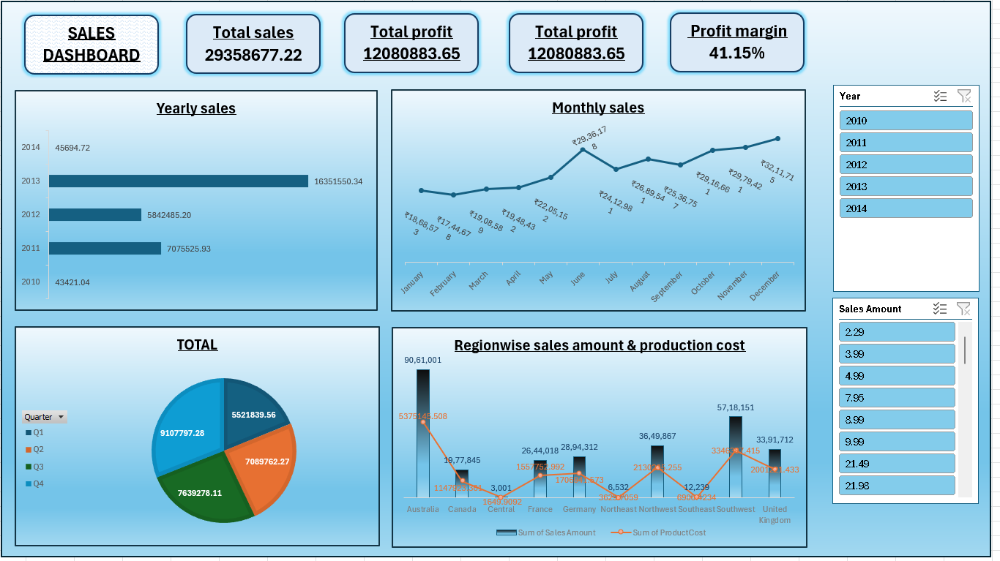 SALES
DASHBOARD
Total sales
29358677.22
Total profit
12080883.65
Total profit
12080883.65
Profit margin
41.15%
Yearly sales
2014
45694.72
2013
16351550.34
2012
5842485.20
2011
7075525.93
2010
43421.04
Monthly sales
₹18,68,57
3
₹17,44,67
8
₹19,08,58
9
₹19,48,43
2
₹22,05,15
2
₹29,36,17
8
₹24,12,98
1
₹26,89,54
1
₹25,36,75
7
₹29,16,66
1
₹29,79,42
1
₹32,11,71
5
January
February
March
April
May
June
July
August
September
October
November
December
Year
2010
2011
2012
2013
2014
TOTAL
Quarter
Q1
Q2
Q3
Q4
5521839.56
7089762.27
7639278.11
9107797.28
Regionwise sales amount & production cost
90,61,001
19,77,845
3,001
26,44,018
28,94,312
6,532
36,49,867
12,239
57,18,151
33,91,712
5375145.508
1649.9092
1557752.992
Australia
Canada
Central
France
Germany
Northeast
Northwest
Southeast
Southwest
United
Kingdom
Sum of SalesAmount
Sum of ProductCost
Sales Amount
2.29
3.99
4.99
7.95
8.99
9.99
21.49
21.98